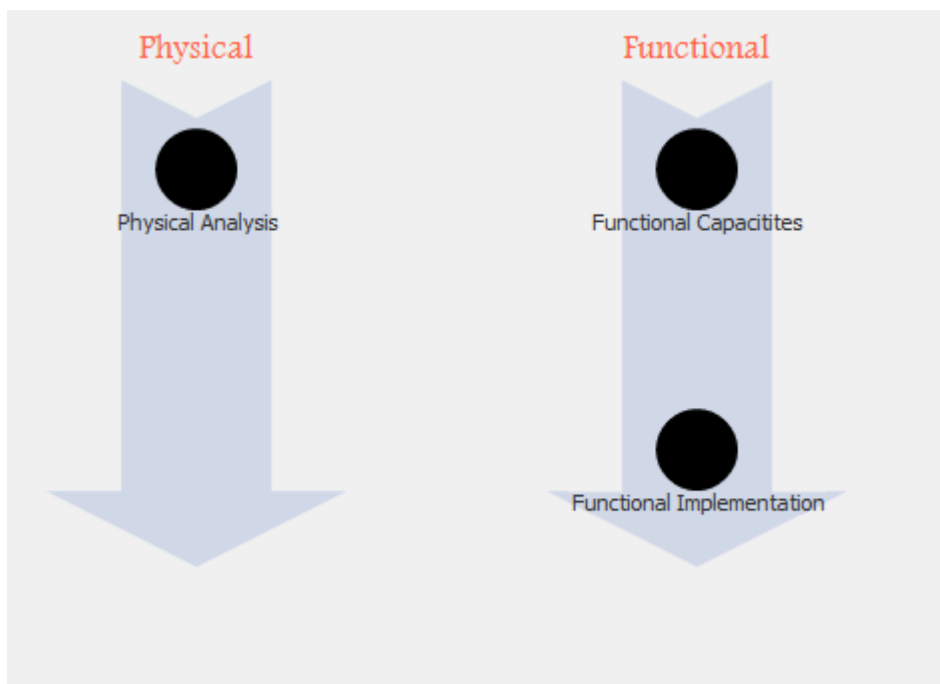 Physical
Functional
Physical Analysis
Functional Capacitites
Functional Implementation